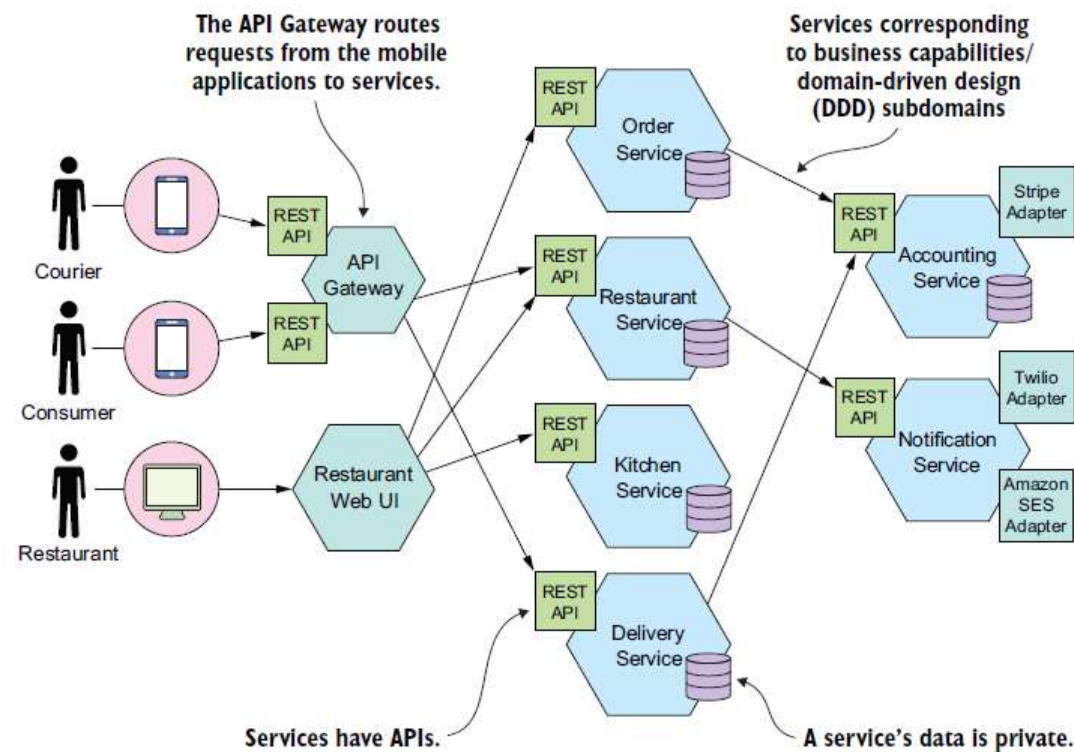 The API Gateway routes
requests from the mobile
applications to services.
Services corresponding
to business capabilities/
domain-driven design
(DDD) subdomains
REST
API
Order
Service
Courier
REST
API
API
Gateway
REST
API
Consumer
REST
API
Restaurant
Service
REST
API
Accounting
Service
Stripe
Adapter
Restaurant
Web UI
Restaurant
REST
API
Kitchen
Service
REST
API
Notification
Service
Twilio
Adapter
Amazon
SES
Adapter
REST
API
Delivery
Service
Services have APIs.
A service's data is private.